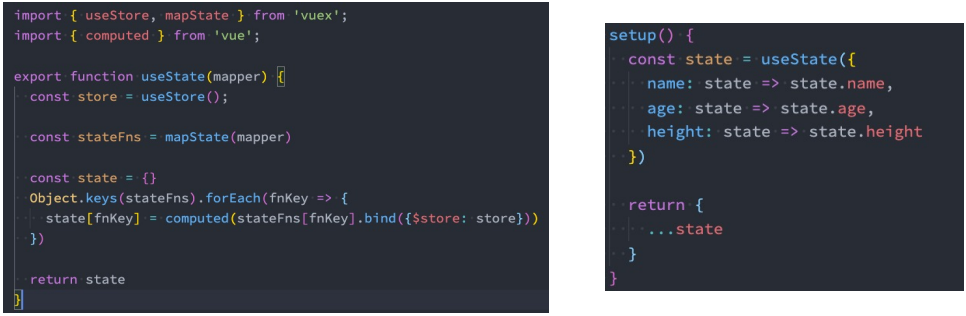 import { useStore, mapState } from 'vuex';
import { computed } from 'vue';
export function useState(mapper) {
const store = useStore();
const stateFns = mapState(mapper)
const state = {}
Object.keys(stateFns).forEach(fnKey => {
state[fnKey] = computed(stateFns[fnKey].bind({$store: store}))
})
return state
}
setup() {
const state = useState({
name: state => state.name,
age: state => state.age,
height: state => state.height
})
return {
...state
}
}